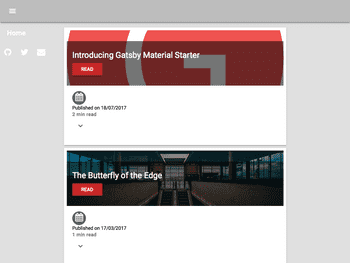 Home
Introducing Gatsby Material Starter
READ
Published on 18/07/2017
2 min read
The Butterfly of the Edge
READ
Published on 17/03/2017
1 min read